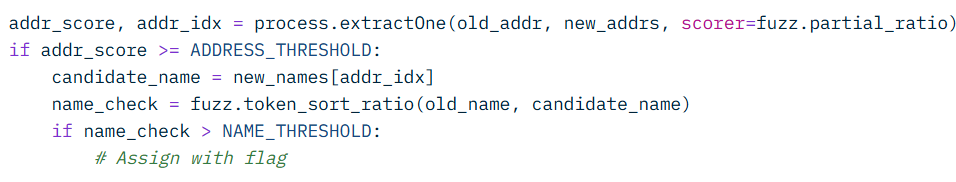 addr_score, addr_idx = process.extractOne(old_addr, new_addrs, scorer=fuzz.partial_ratio)
if addr_score >= ADDRESS_THRESHOLD:
    candidate_name = new_names[addr_idx]
    name_check = fuzz.token_sort_ratio(old_name, candidate_name)
    if name_check > NAME_THRESHOLD:
        # Assign with flag